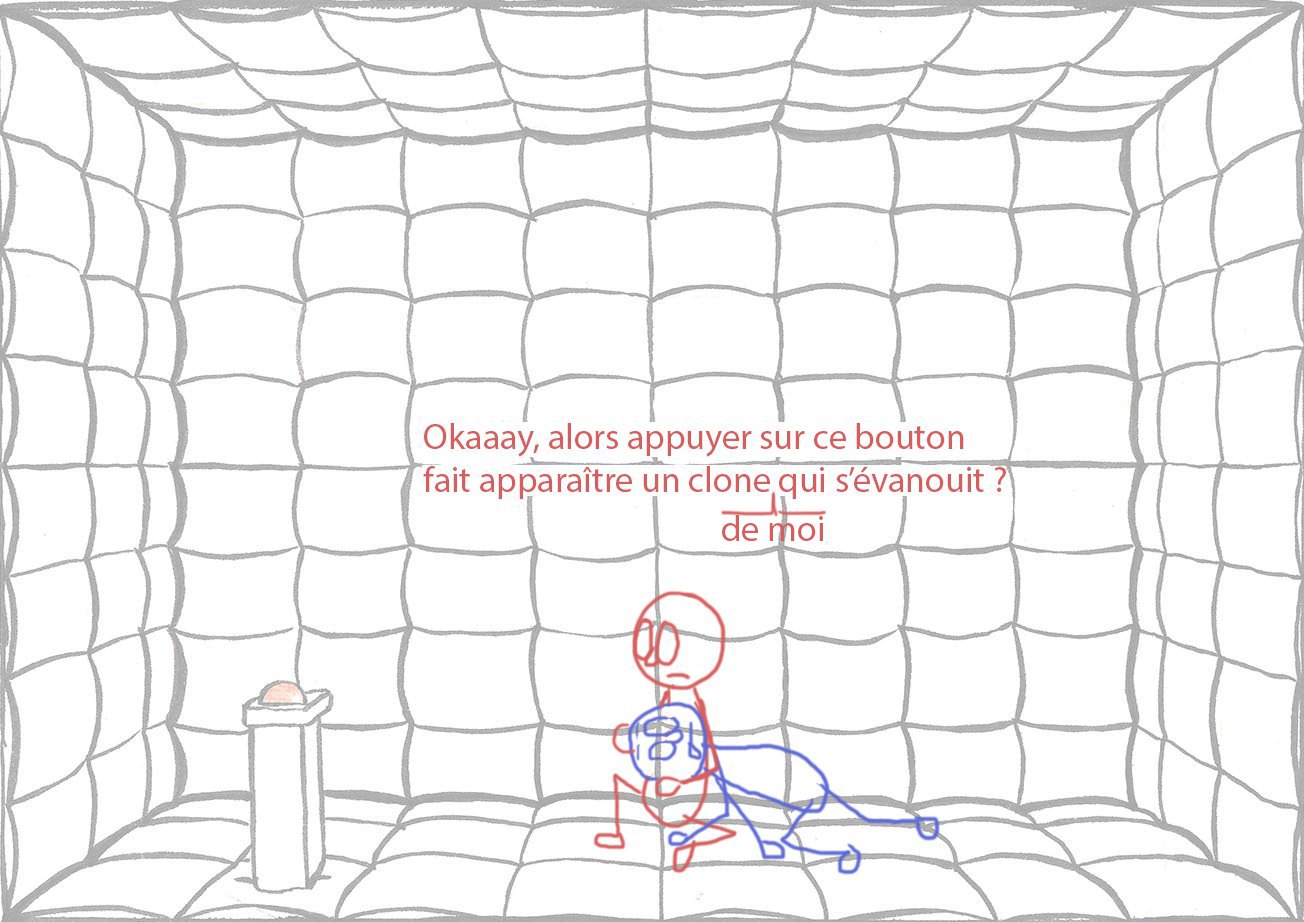 Okaaay, alors appuyer sur ce bouton
fait apparaître un clone qui s’évanouit ?
de moi